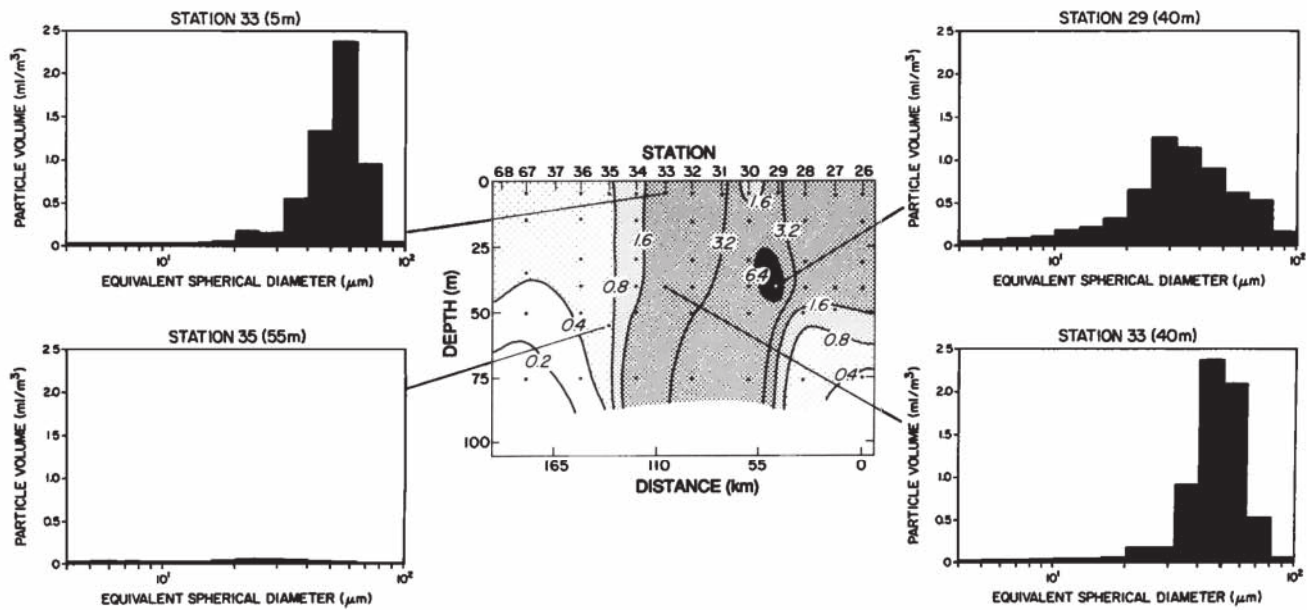 STATION 33 (5m)
PARTICLE VOLUME (ml/m³)
2.5
2.0
1.5
1.0
0.5
0
10¹
10²
EQUIVALENT SPHERICAL DIAMETER (µm)
STATION 29 (40m)
PARTICLE VOLUME (ml/m³)
2.5
2.0
1.5
1.0
0.5
0
10¹
10²
EQUIVALENT SPHERICAL DIAMETER (µm)
STATION
68 67 37 36 35 34 33 32 31 30 29 28 27 26
DEPTH (m)
0
25
50
75
100
1.6
1.6
3.2
3.2
6.4
0.8
1.6
0.4
0.8
0.2
0.4
165 110 55 0
DISTANCE (km)
STATION 35 (55m)
PARTICLE VOLUME (ml/m³)
2.5
2.0
1.5
1.0
0.5
0
10¹
10²
EQUIVALENT SPHERICAL DIAMETER (µm)
STATION 33 (40m)
PARTICLE VOLUME (ml/m³)
2.5
2.0
1.5
1.0
0.5
0
10¹
10²
EQUIVALENT SPHERICAL DIAMETER (µm)